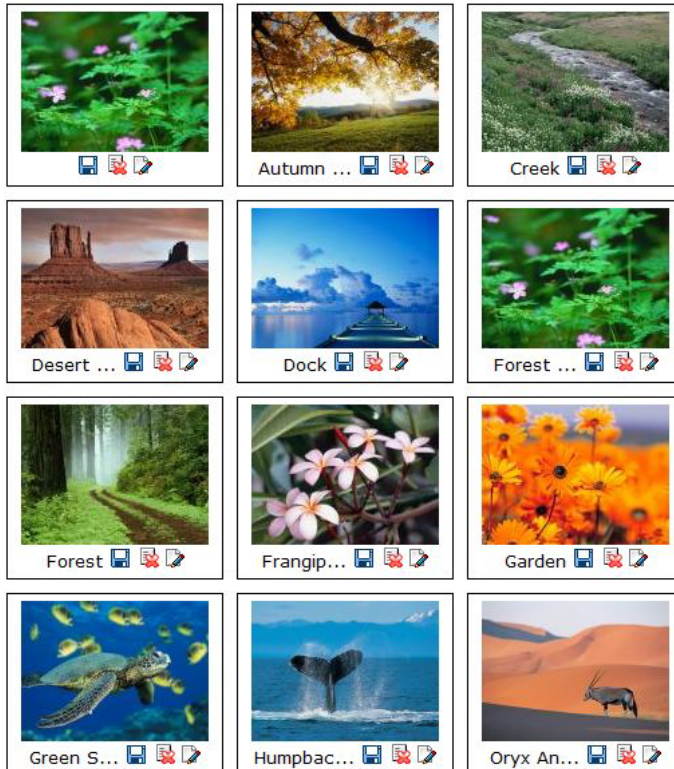 Autumn ...
Creek
Desert ...
Dock
Forest ...
Forest
Frangip...
Garden
Green S...
Humpbac...
Oryx An...